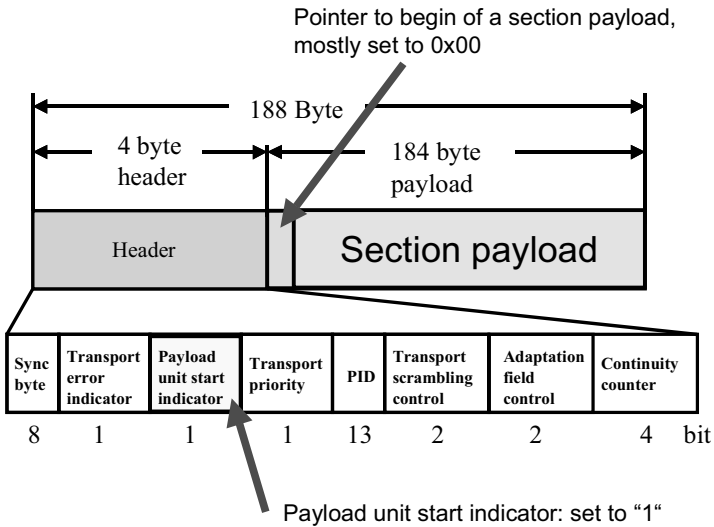 Pointer to begin of a section payload,
mostly set to 0x00
188 Byte
4 byte
header
184 byte
payload
Header
Section payload
Sync
byte
Transport
error
indicator
Payload
unit start
indicator
Transport
priority
PID
Transport
scrambling
control
Adaptation
field
control
Continuity
counter
8 1 1 1 13 2 2 4 bit
Payload unit start indicator: set to “1“